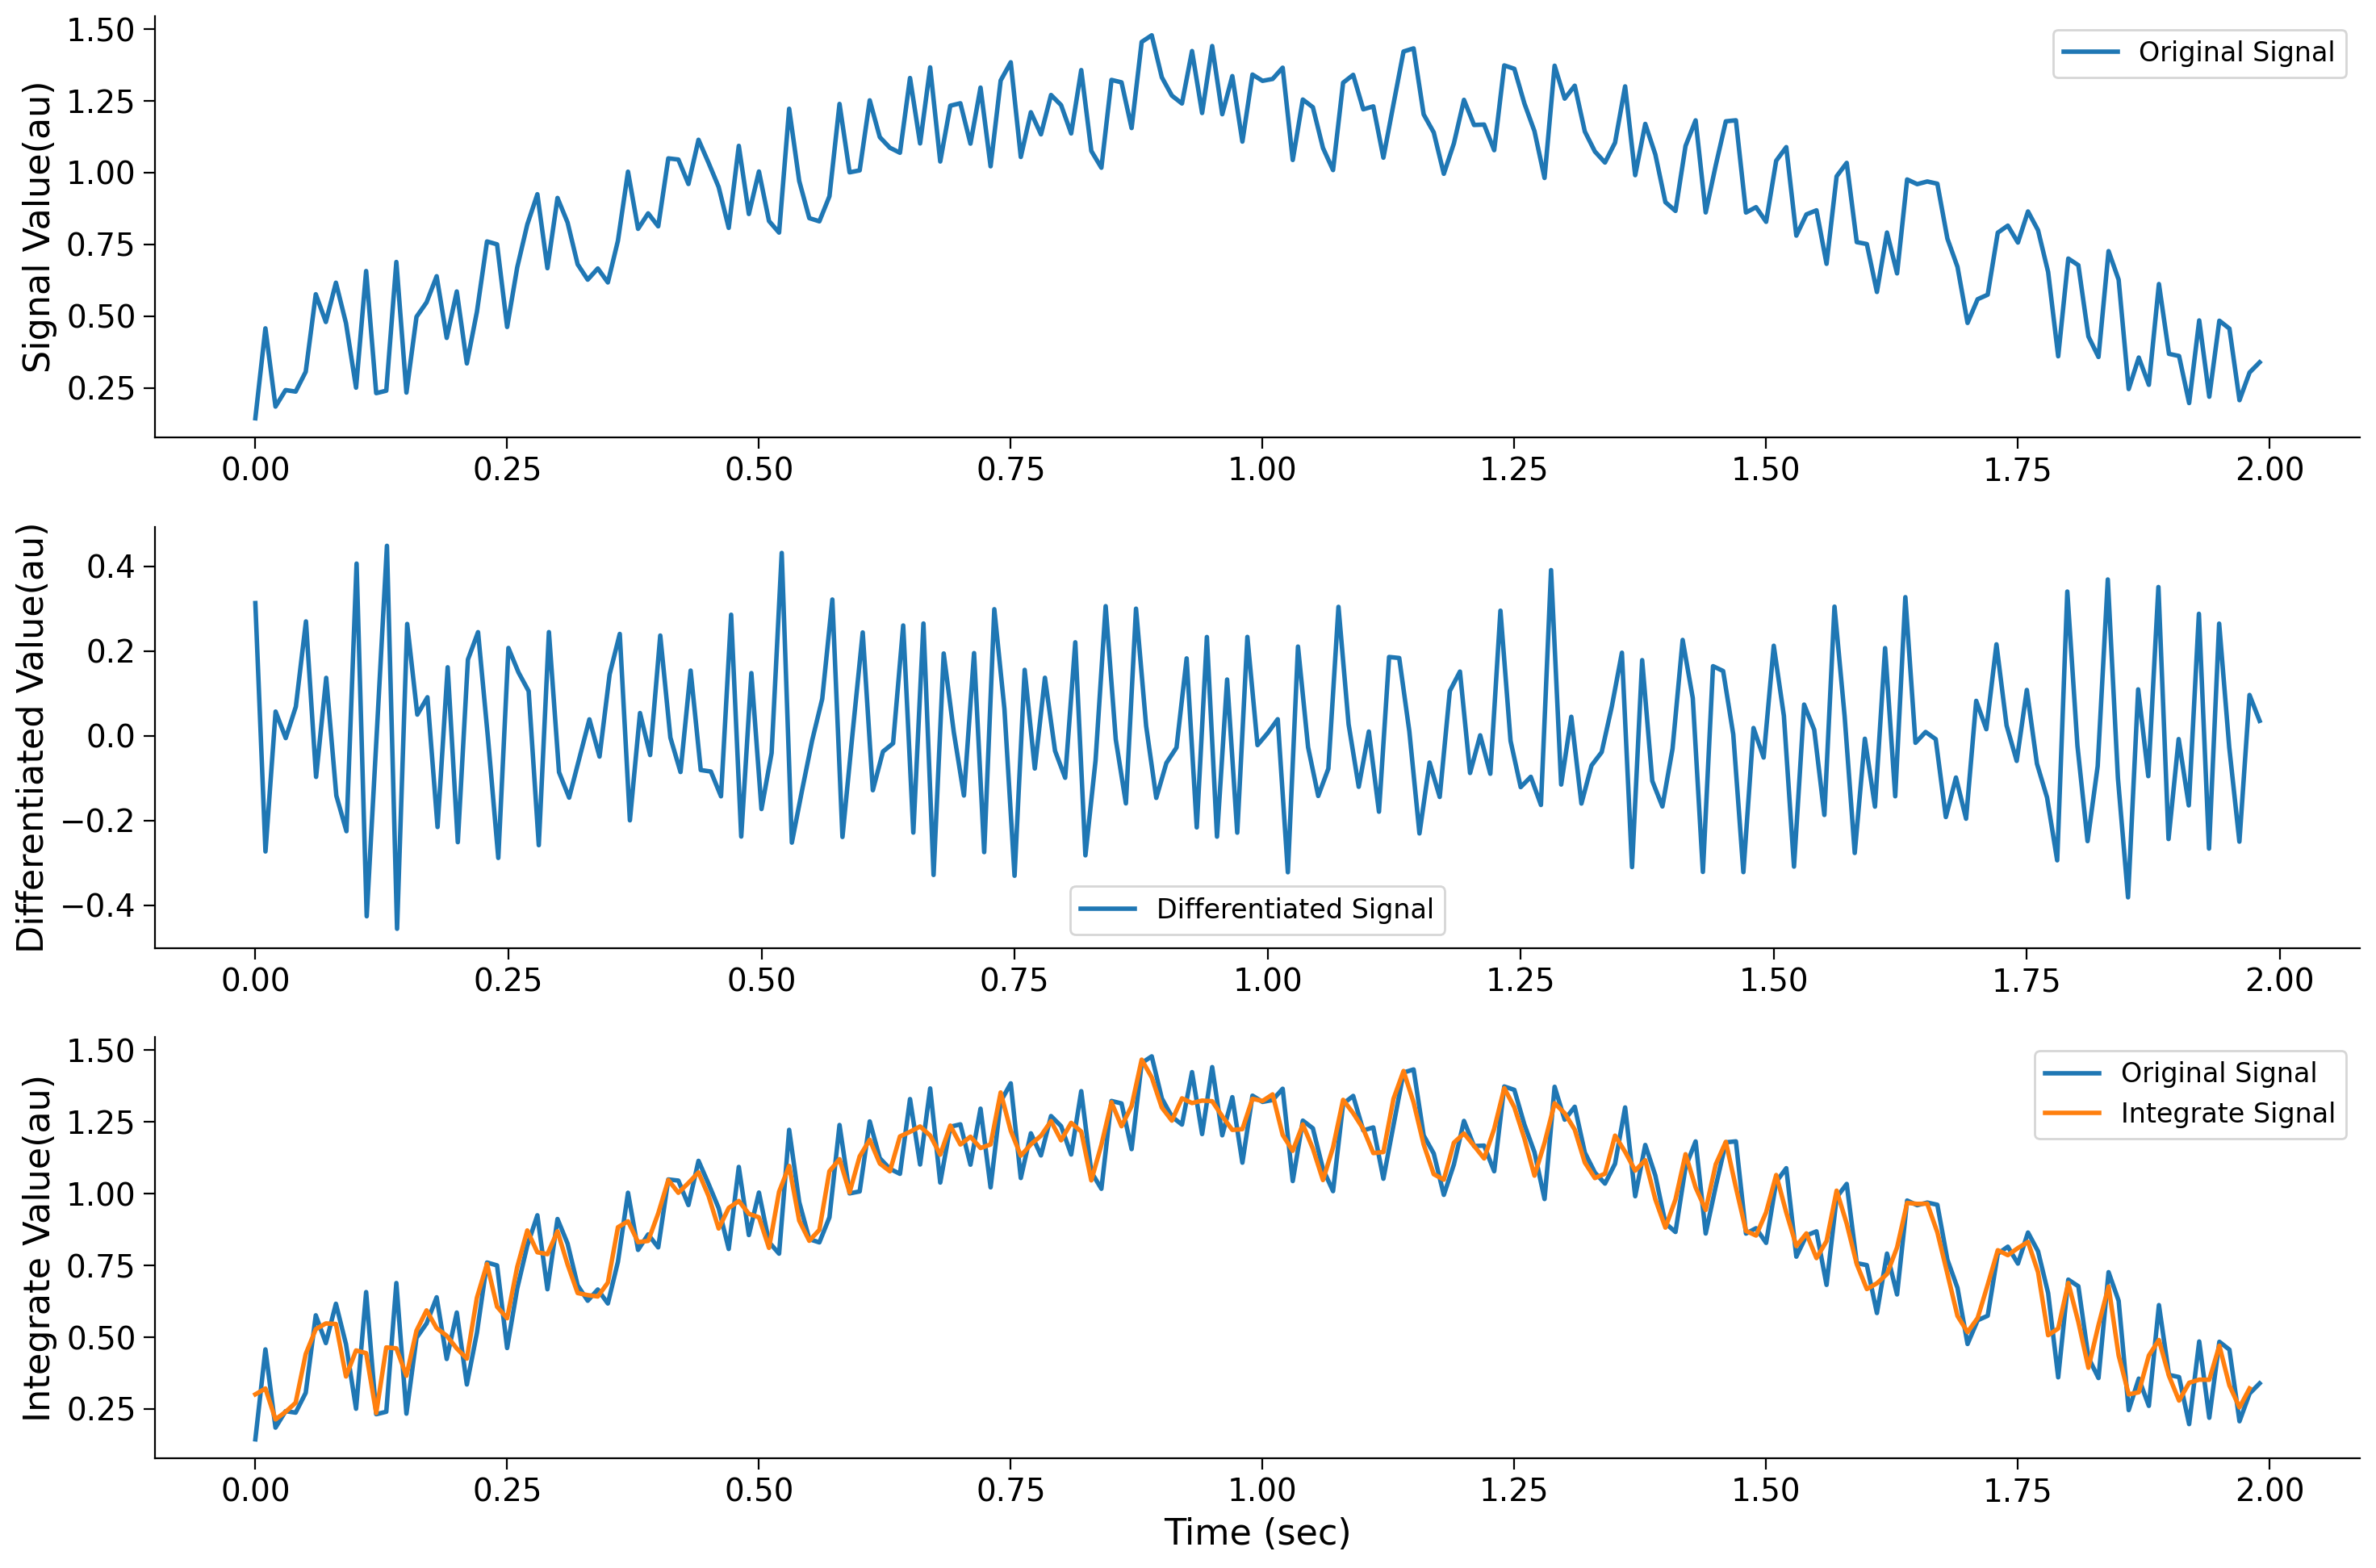 Signal Value(au)
1.50
1.25
1.00
0.75
0.50
0.25
Original Signal
0.00 0.25 0.50 0.75 1.00 1.25 1.50 1.75 2.00
Differentiated Value(au)
0.4
0.2
0.0
−0.2
−0.4
Differentiated Signal
0.00 0.25 0.50 0.75 1.00 1.25 1.50 1.75 2.00
Integrate Value(au)
1.50
1.25
1.00
0.75
0.50
0.25
Original Signal
Integrate Signal
0.00 0.25 0.50 0.75 1.00 1.25 1.50 1.75 2.00
Time (sec)